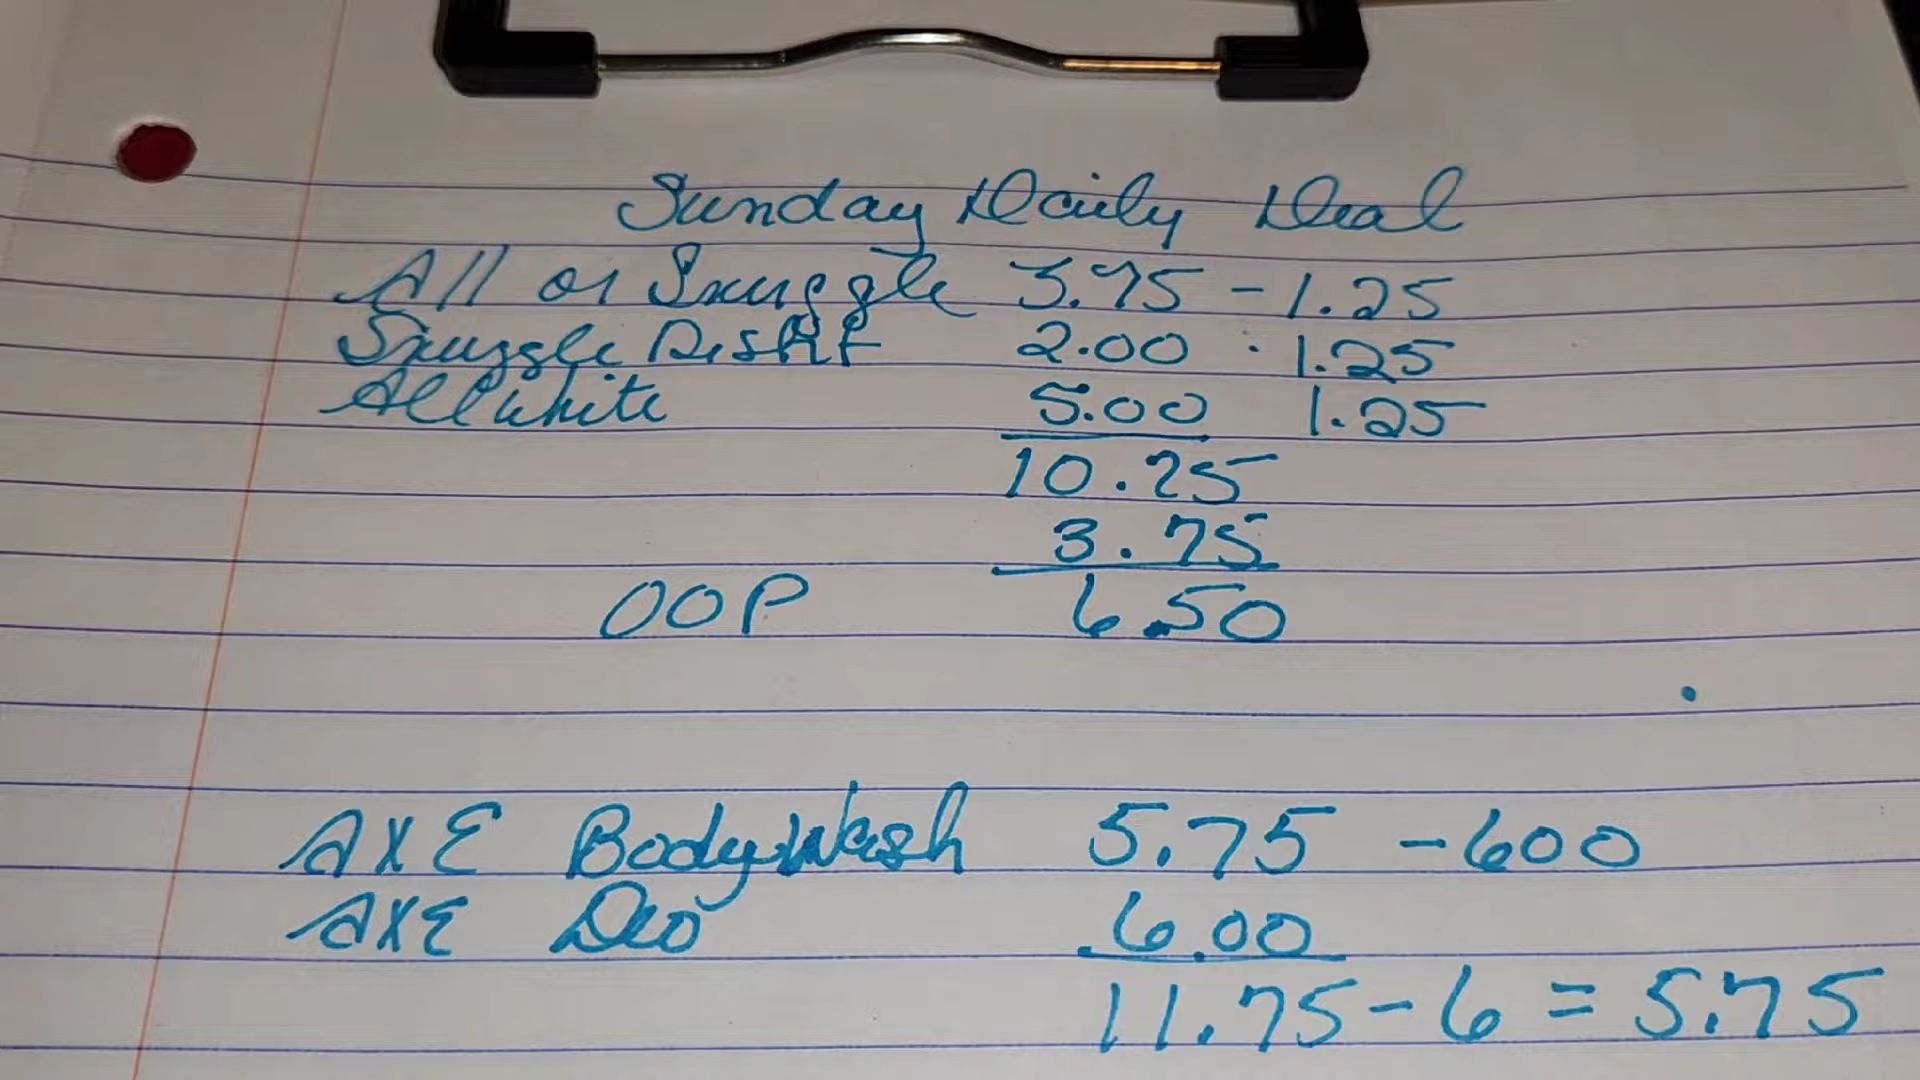 Sunday Daily Deal
All or Snuggle 3.75 - 1.25
Snuggle 2.00 - 1.25
All white 5.00 1.25
10.25
3.75
OOP 6.50
AXE Body Wash 5.75 - 600
AXE Deo 6.00
11.75 - 6 = 5.75